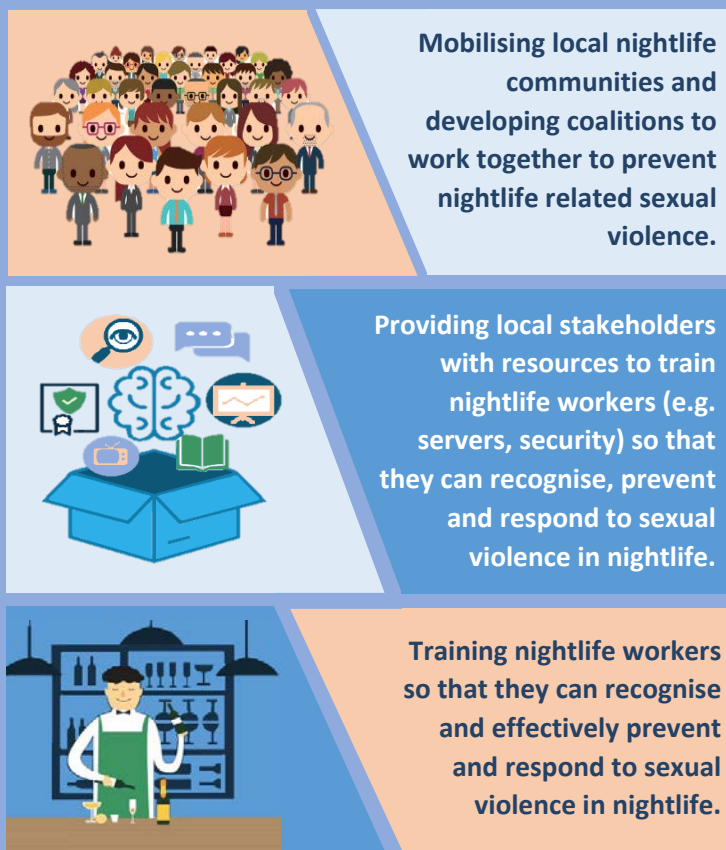 Mobilising local nightlife
communities and
developing coalitions to
work together to prevent
nightlife related sexual
violence.
Providing local stakeholders
with resources to train
nightlife workers (e.g.
servers, security) so that
they can recognise, prevent
and respond to sexual
violence in nightlife.
Training nightlife workers
so that they can recognise
and effectively prevent
and respond to sexual
violence in nightlife.